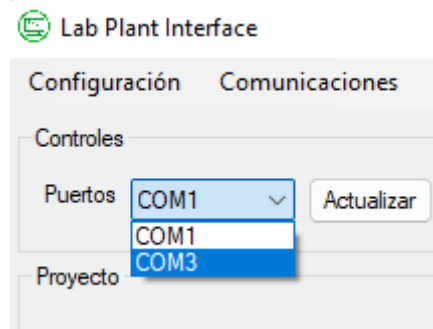 Lab Plant Interface
Configuración Comunicaciones
Controles
Puertos COM1 Actualizar
COM1
COM3
Proyecto